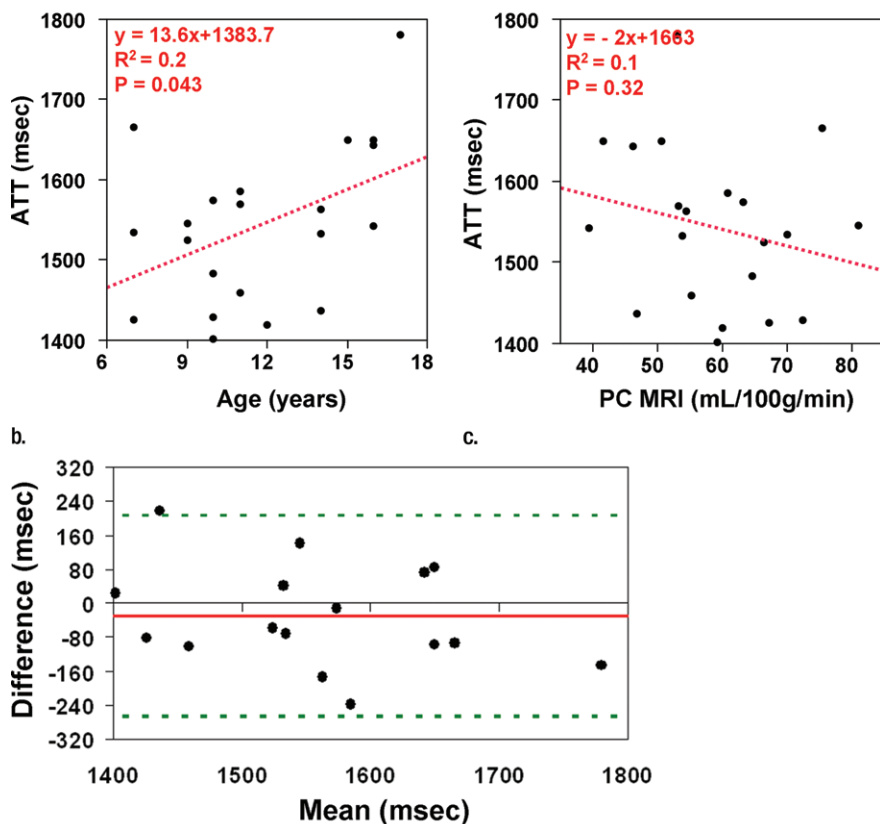 1800
1700
1600
1500
1400
ATT (msec)
y = 13.6x+1383.7
R² = 0.2
P = 0.043
6 9 12 15 18
Age (years)
b.
1800
1700
1600
1500
1400
ATT (msec)
y = - 2x+1663
R² = 0.1
P = 0.32
40 50 60 70 80
PC MRI (mL/100g/min)
c.
320
240
160
80
0
-80
-160
-240
-320
Difference (msec)
1400 1500 1600 1700 1800
Mean (msec)